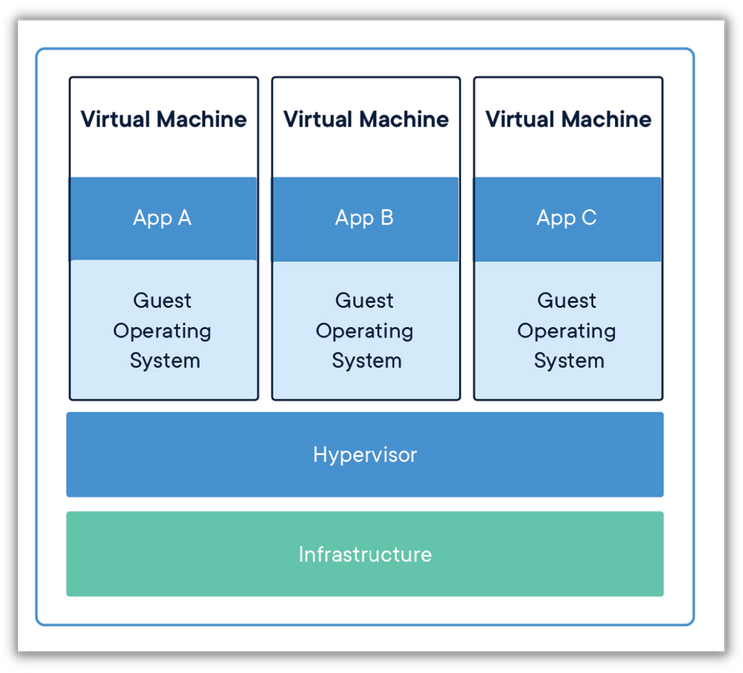 Virtual Machine
Virtual Machine
Virtual Machine
App A
App B
App C
Guest
Operating
System
Guest
Operating
System
Guest
Operating
System
Hypervisor
Infrastructure